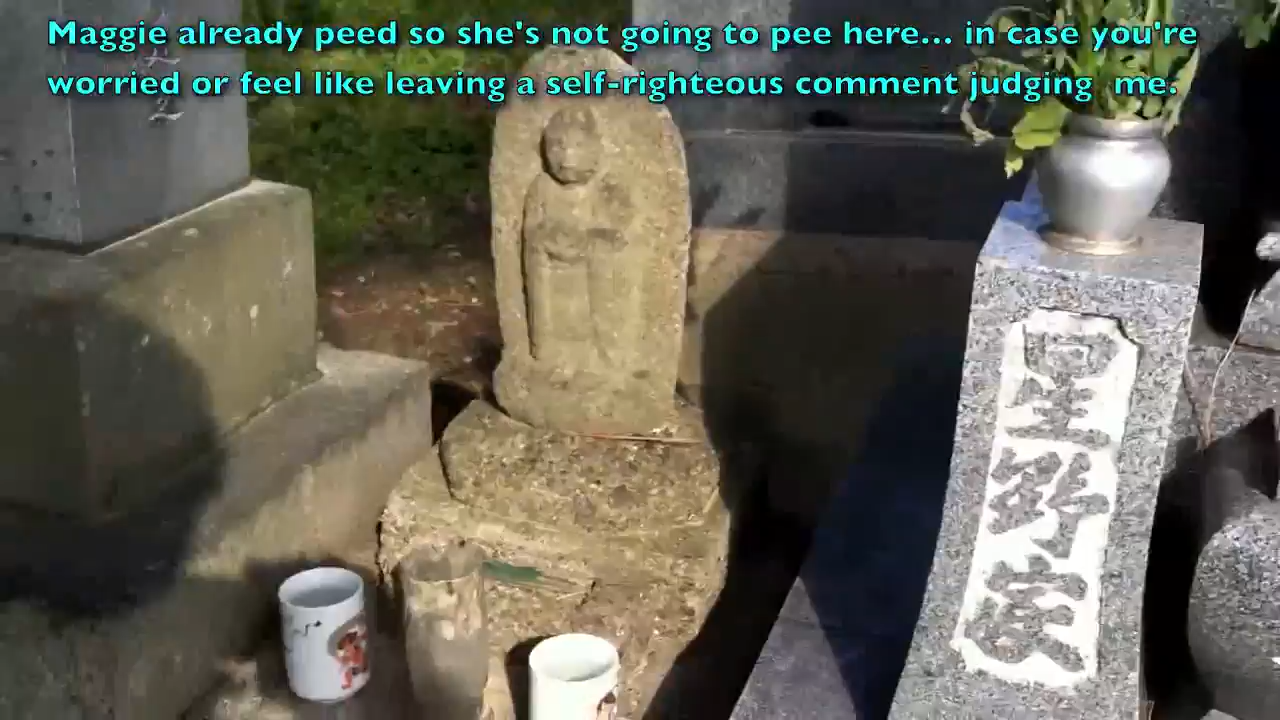 Maggie already peed so she's not going to pee here... in case you're
worried or feel like leaving a self-righteous comment judging me.
星野家